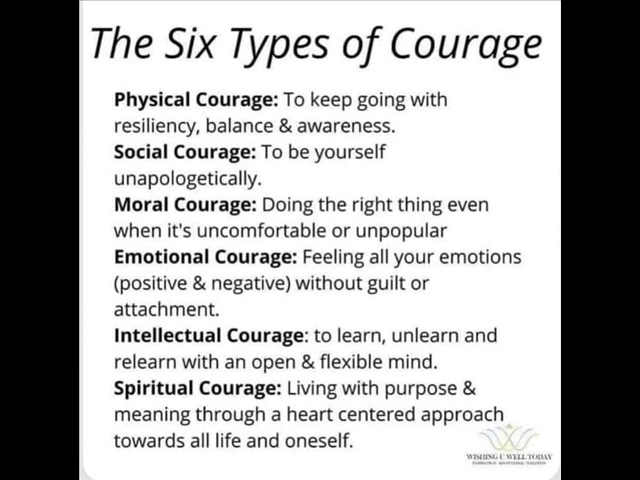 The Six Types of Courage
Physical Courage: To keep going with
resiliency, balance & awareness.
Social Courage: To be yourself
unapologetically.
Moral Courage: Doing the right thing even
when it's uncomfortable or unpopular
Emotional Courage: Feeling all your emotions
(positive & negative) without guilt or
attachment.
Intellectual Courage: to learn, unlearn and
relearn with an open & flexible mind.
Spiritual Courage: Living with purpose &
meaning through a heart centered approach
towards all life and oneself.
WISHING U WELL TODAY